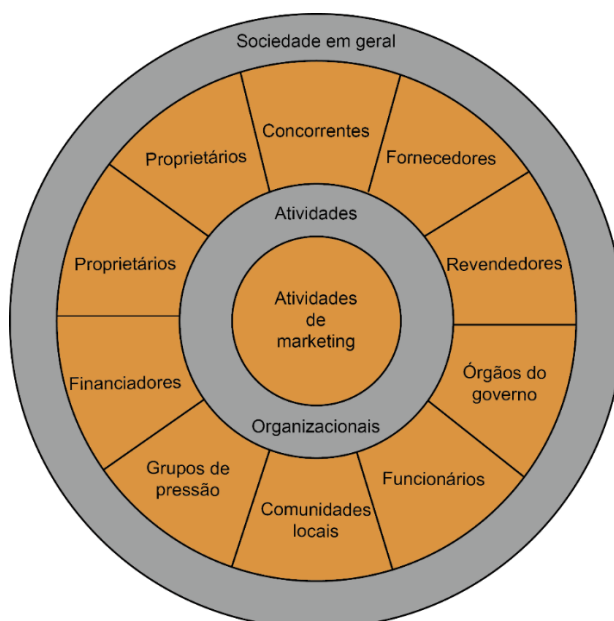 Sociedade em geral
Concorrentes
Proprietários
Fornecedores
Atividades
Proprietários
Revendedores
Atividades
de
marketing
Financiadores
Órgãos do
governo
Organizacionais
Grupos de
pressão
Funcionários
Comunidades
locais